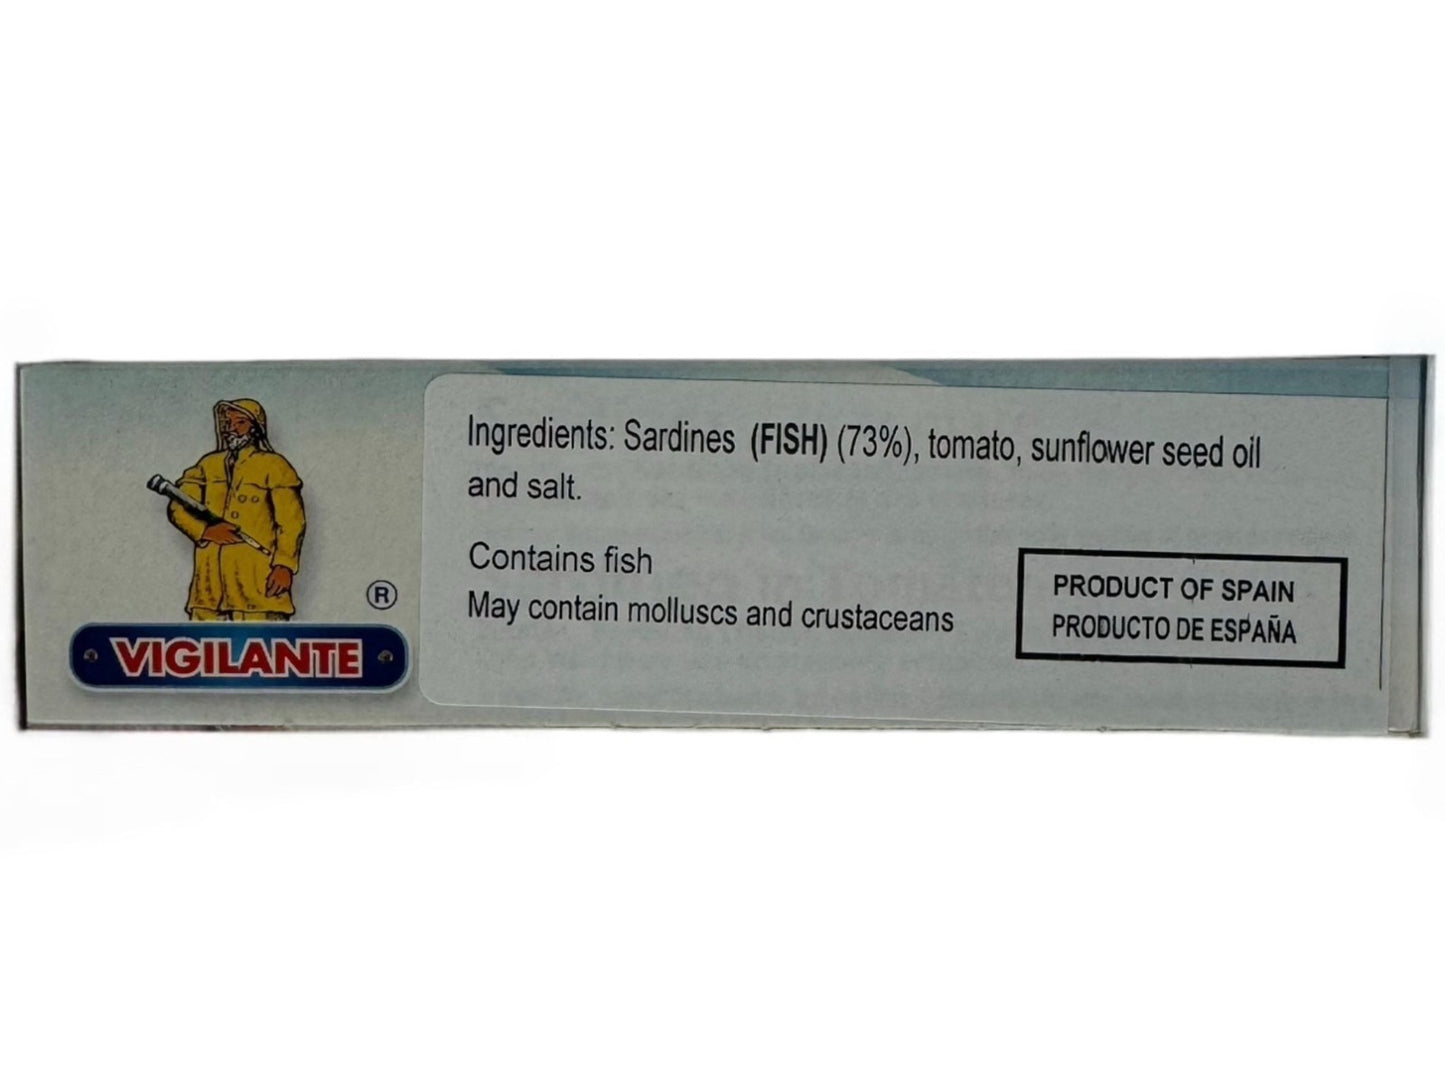 Ingredients: Sardines (FISH) (73%), tomato, sunflower seed oil
and salt.
Contains fish
May contain molluscs and crustaceans
PRODUCT OF SPAIN
PRODUCTO DE ESPAÑA
®
VIGILANTE